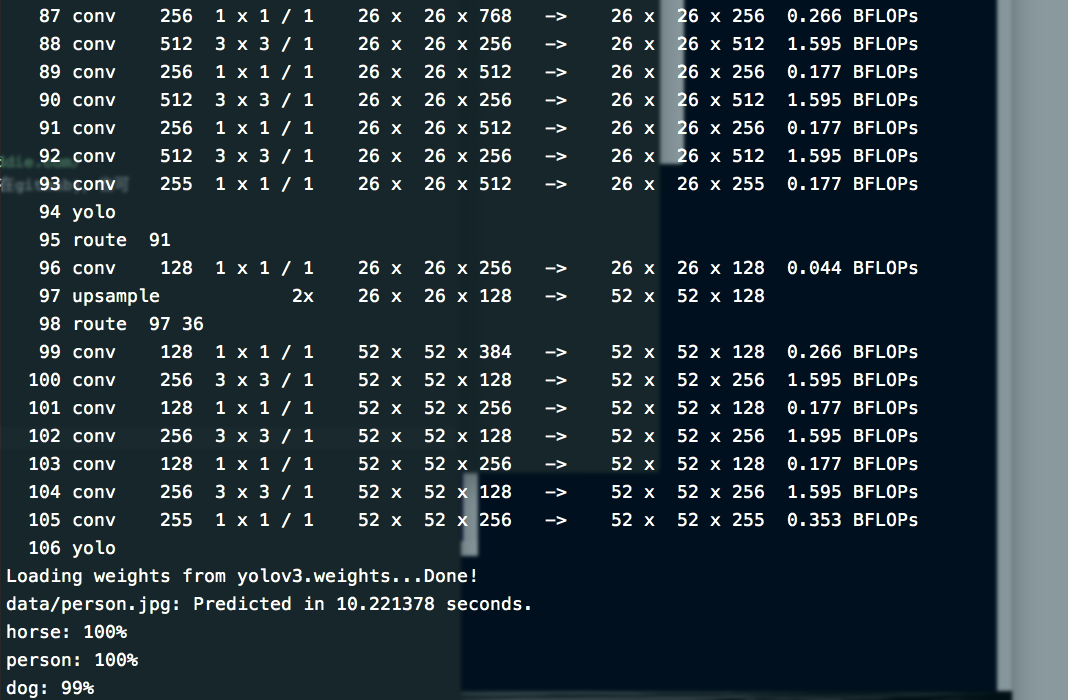 87 conv    256  1 x 1 / 1    26 x  26 x 768   ->    26 x  26 x 256  0.266 BFLOPs
88 conv    512  3 x 3 / 1    26 x  26 x 256   ->    26 x  26 x 512  1.595 BFLOPs
89 conv    256  1 x 1 / 1    26 x  26 x 512   ->    26 x  26 x 256  0.177 BFLOPs
90 conv    512  3 x 3 / 1    26 x  26 x 256   ->    26 x  26 x 512  1.595 BFLOPs
91 conv    256  1 x 1 / 1    26 x  26 x 512   ->    26 x  26 x 256  0.177 BFLOPs
92 conv    512  3 x 3 / 1    26 x  26 x 256   ->    26 x  26 x 512  1.595 BFLOPs
93 conv    255  1 x 1 / 1    26 x  26 x 512   ->    26 x  26 x 255  0.177 BFLOPs
94 yolo
95 route  91
96 conv    128  1 x 1 / 1    26 x  26 x 256   ->    26 x  26 x 128  0.044 BFLOPs
97 upsample            2x    26 x  26 x 128   ->    52 x  52 x 128
98 route  97 36
99 conv    128  1 x 1 / 1    52 x  52 x 384   ->    52 x  52 x 128  0.266 BFLOPs
100 conv    256  3 x 3 / 1    52 x  52 x 128   ->    52 x  52 x 256  1.595 BFLOPs
101 conv    128  1 x 1 / 1    52 x  52 x 256   ->    52 x  52 x 128  0.177 BFLOPs
102 conv    256  3 x 3 / 1    52 x  52 x 128   ->    52 x  52 x 256  1.595 BFLOPs
103 conv    128  1 x 1 / 1    52 x  52 x 256   ->    52 x  52 x 128  0.177 BFLOPs
104 conv    256  3 x 3 / 1    52 x  52 x 128   ->    52 x  52 x 256  1.595 BFLOPs
105 conv    255  1 x 1 / 1    52 x  52 x 256   ->    52 x  52 x 255  0.353 BFLOPs
106 yolo
Loading weights from yolov3.weights...Done!
data/person.jpg: Predicted in 10.221378 seconds.
horse: 100%
person: 100%
dog: 99%